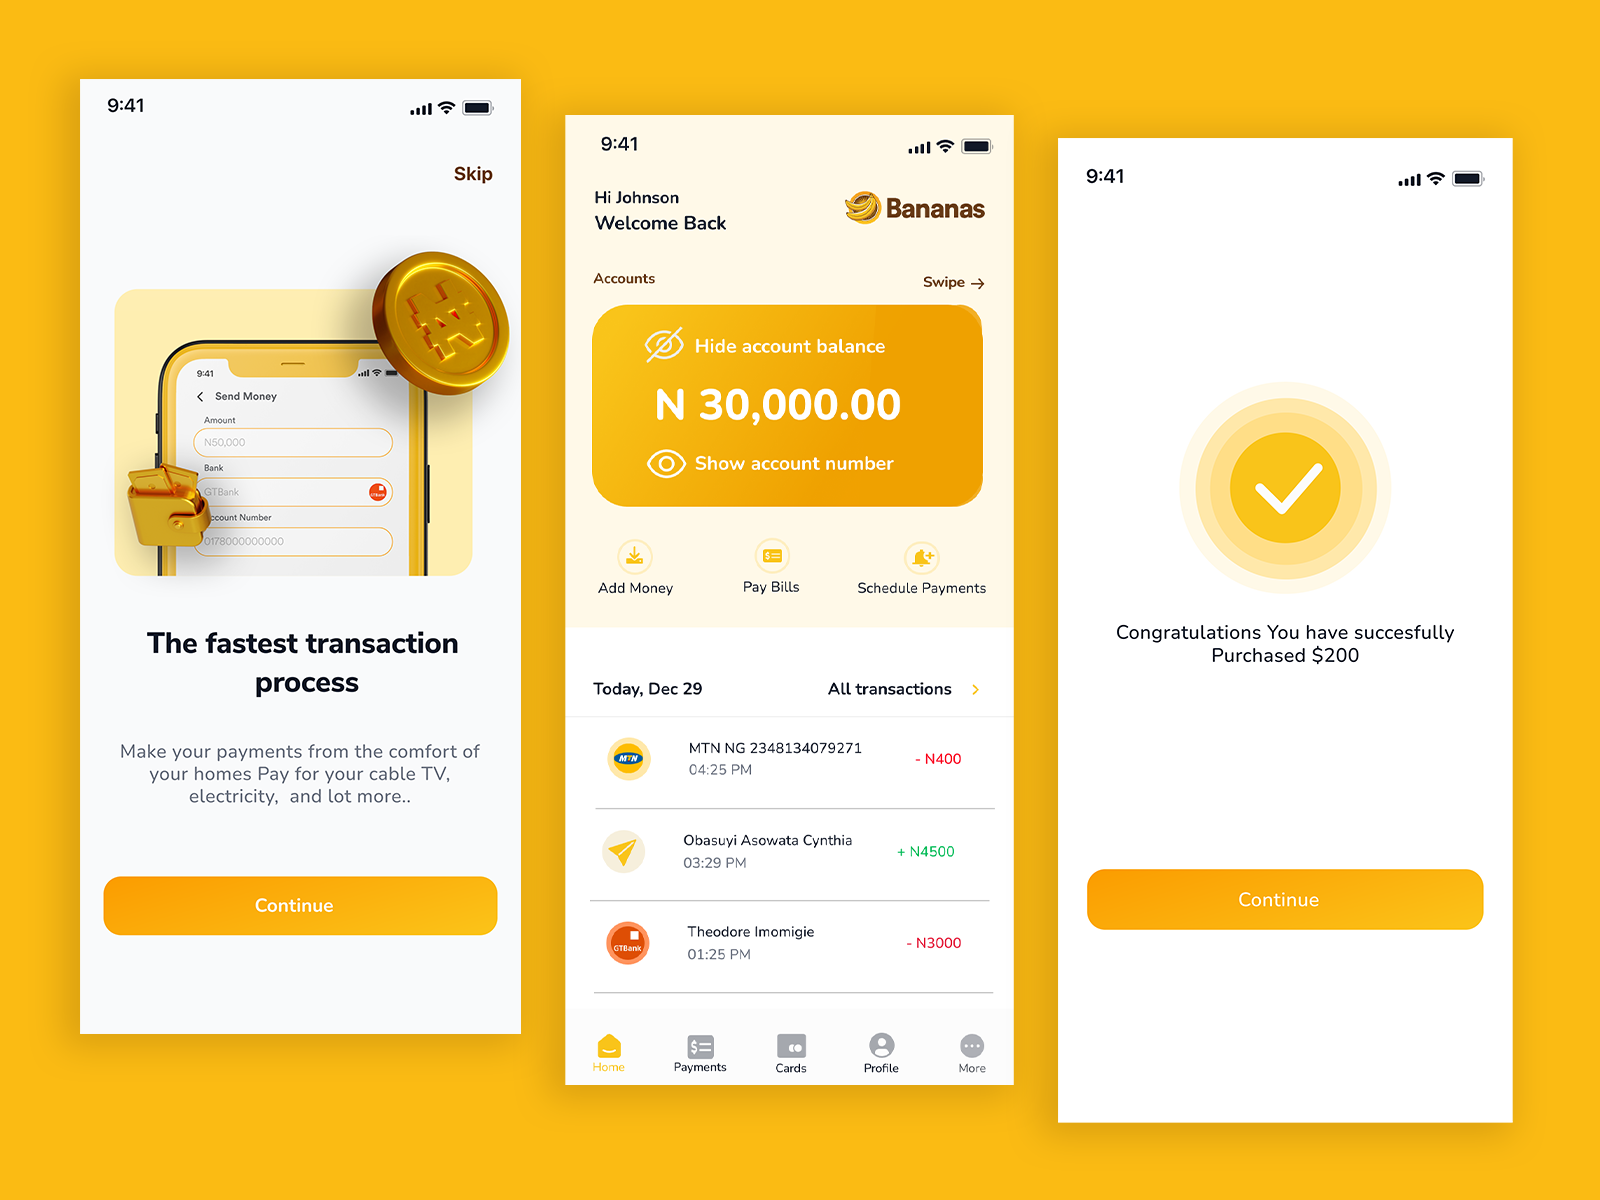 9:41
Skip
9:41
Send Money
Amount
N50,000
Bank
GTBank
GTBank
Account Number
0178000000000
The fastest transaction
process
Make your payments from the comfort of
your homes Pay for your cable TV,
electricity,  and lot more..
Continue
9:41
Hi Johnson
Welcome Back
Bananas
Accounts
Swipe →
Hide account balance
N 30,000.00
Show account number
Add Money
Pay Bills
Schedule Payments
Today, Dec 29
All transactions
MTN
MTN NG 2348134079271
04:25 PM
- N400
Obasuyi Asowata Cynthia
03:29 PM
+ N4500
GTBank
Theodore Imomigie
01:25 PM
- N3000
Home
Payments
Cards
Profile
More
9:41
Congratulations You have succesfully
Purchased $200
Continue